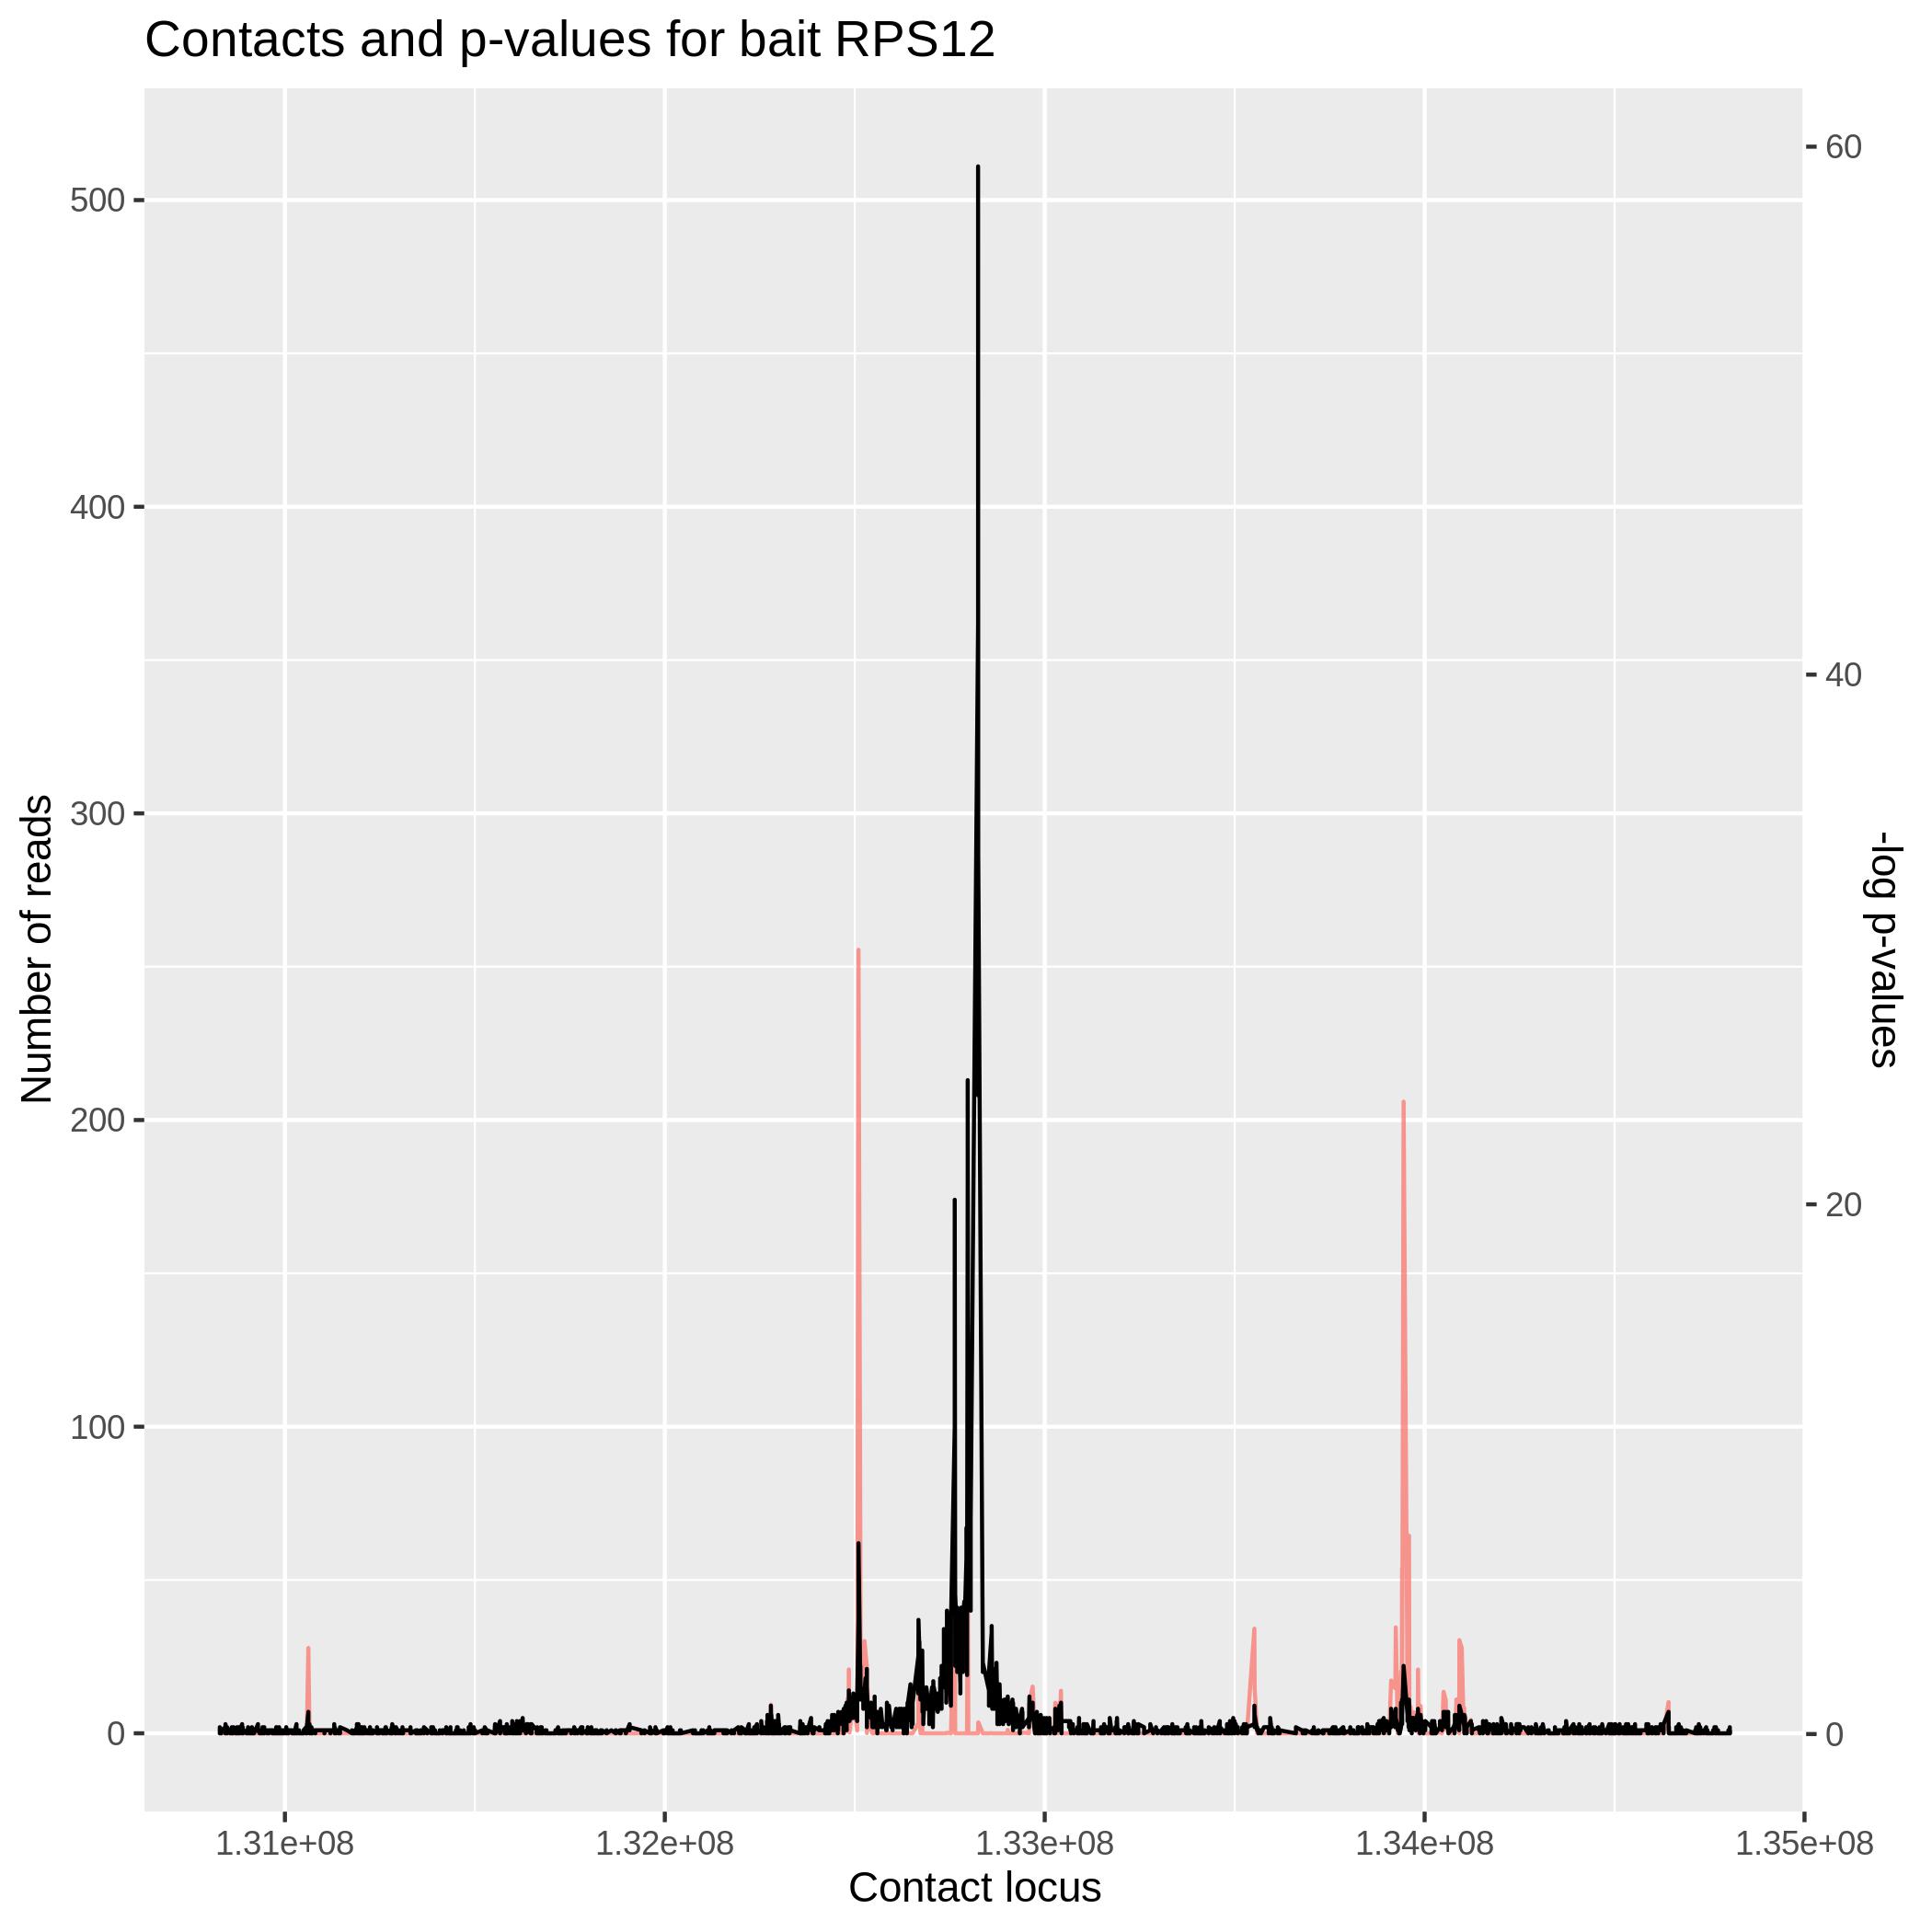 Contacts and p-values for bait RPS12
Number of reads
500
400
300
200
100
0
60
40
20
0
-log p-values
1.31e+08
1.32e+08
1.33e+08
1.34e+08
1.35e+08
Contact locus